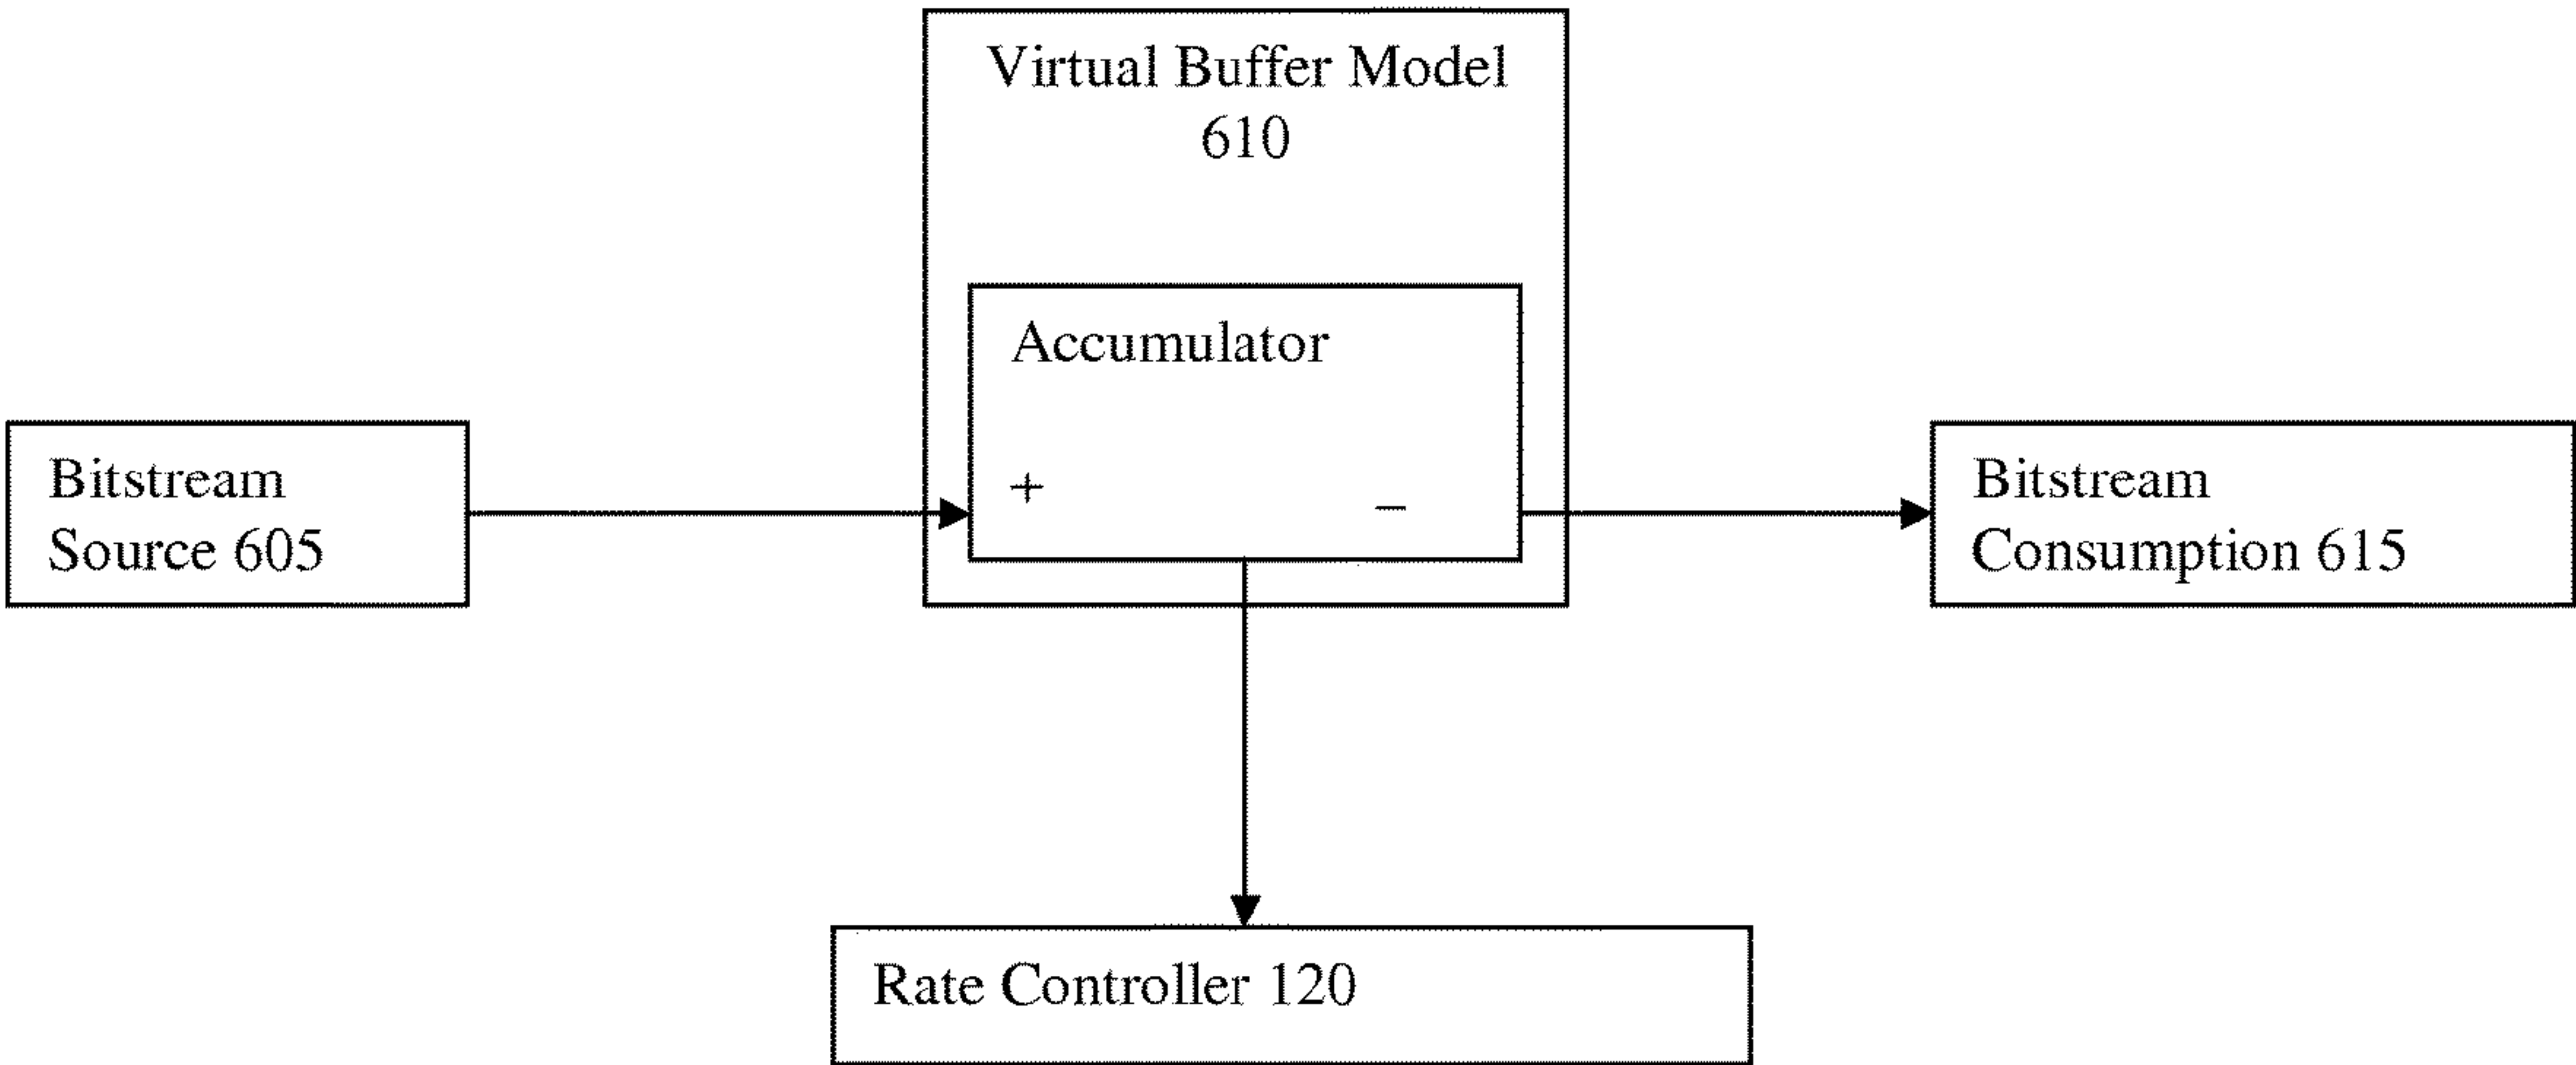 Virtual Buffer Model
610
Accumulator
+
–
Bitstream
Source 605
Bitstream
Consumption 615
Rate Controller 120